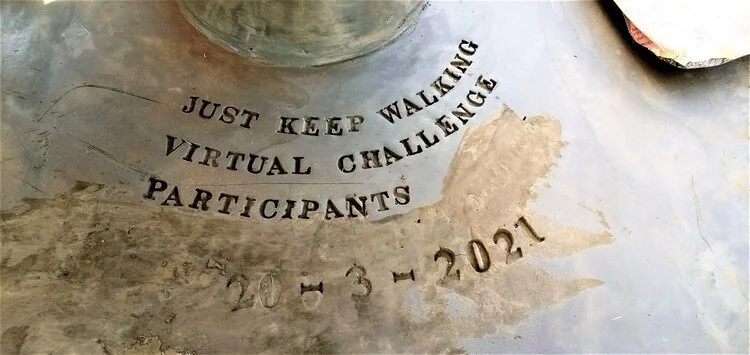 JUST KEEP WALKING
VIRTUAL CHALLENGE
PARTICIPANTS
20-3-2021